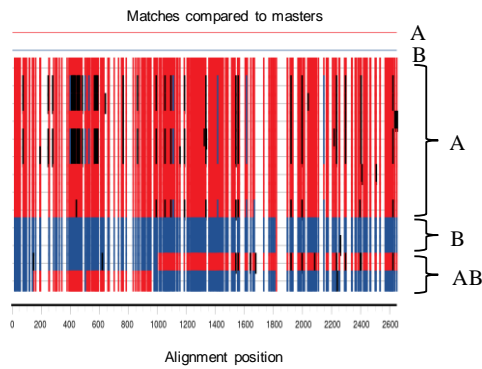 Matches compared to masters
A
B
A
B
AB
0 200 400 600 800 1000 1200 1400 1600 1800 2000 2200 2400 2600
Alignment position